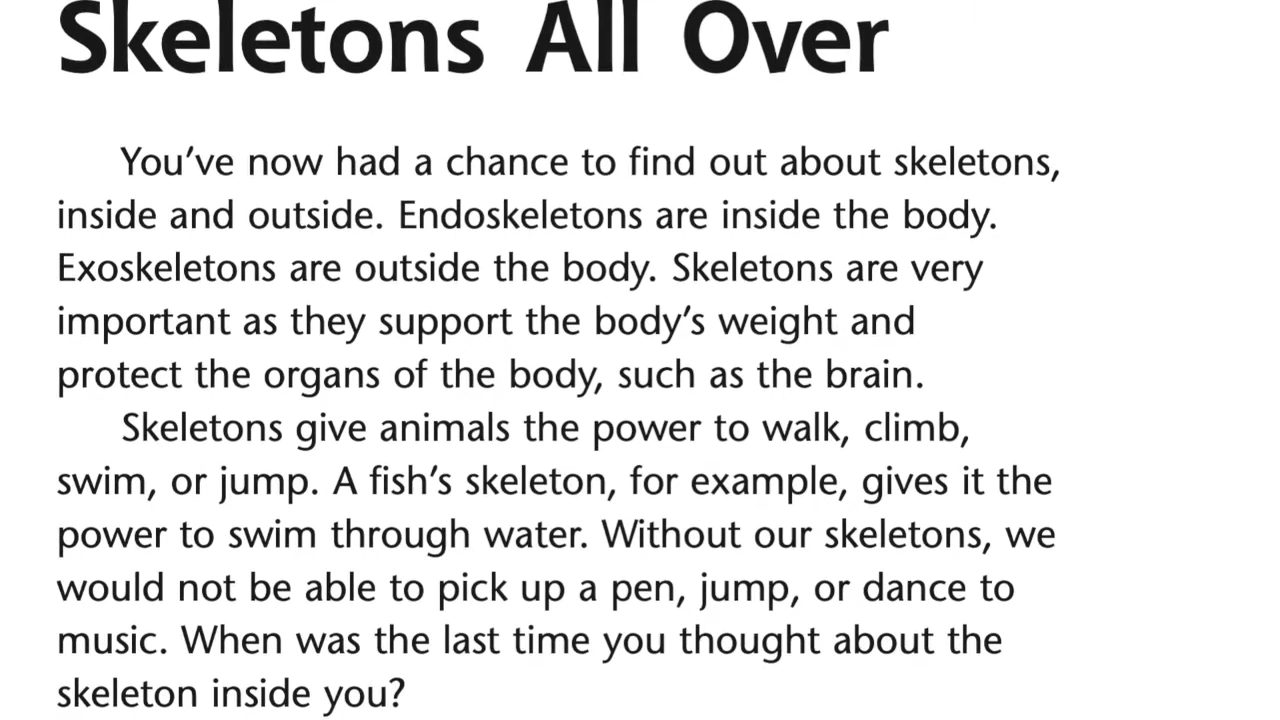 Skeletons All Over
You’ve now had a chance to find out about skeletons,
inside and outside. Endoskeletons are inside the body.
Exoskeletons are outside the body. Skeletons are very
important as they support the body’s weight and
protect the organs of the body, such as the brain.
Skeletons give animals the power to walk, climb,
swim, or jump. A fish’s skeleton, for example, gives it the
power to swim through water. Without our skeletons, we
would not be able to pick up a pen, jump, or dance to
music. When was the last time you thought about the
skeleton inside you?